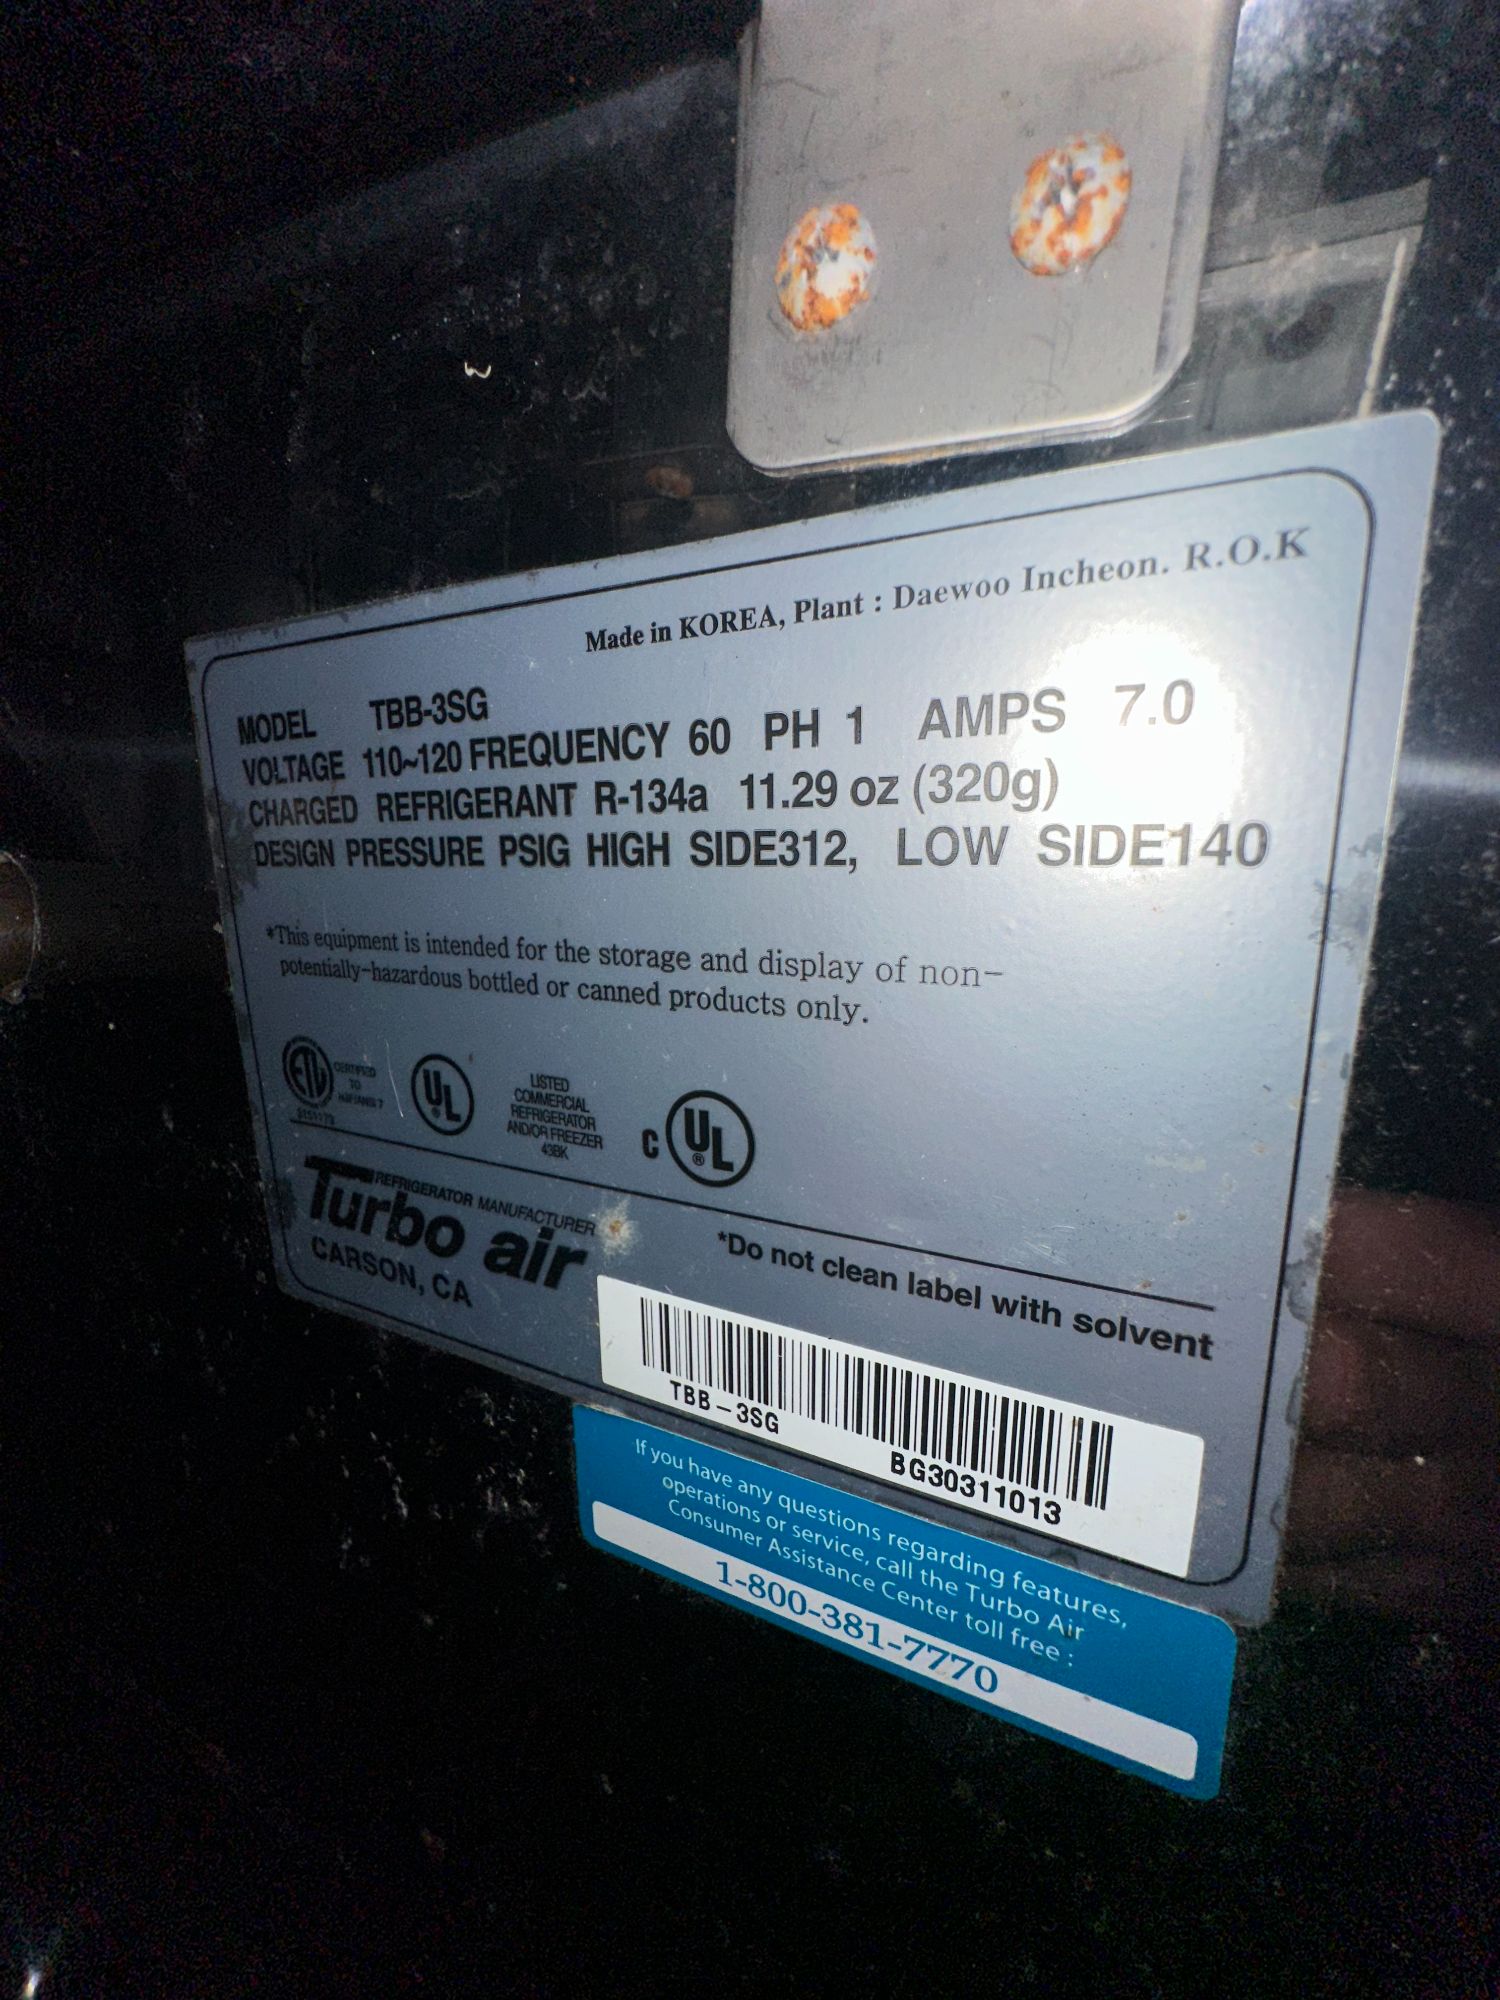 Made in KOREA, Plant : Daewoo Incheon. R.O.K
MODEL TBB-3SG
VOLTAGE 110~120 FREQUENCY 60 PH 1 AMPS 7.0
CHARGED REFRIGERANT R-134a 11.29 oz (320g)
DESIGN PRESSURE PSIG HIGH SIDE312, LOW SIDE140
*This equipment is intended for the storage and display of non-
potentially-hazardous bottled or canned products only.
ETL
CERTIFIED
TO
UL
®
LISTED
COMMERCIAL
REFRIGERATOR
AND/OR FREEZER
43BK
C UL
®
REFRIGERATOR MANUFACTURER
Turbo air
CARSON, CA
*Do not clean label with solvent
TBB-3SG
BG30311013
If you have any questions regarding features,
operations or service, call the Turbo Air
Consumer Assistance Center toll free :
1-800-381-7770